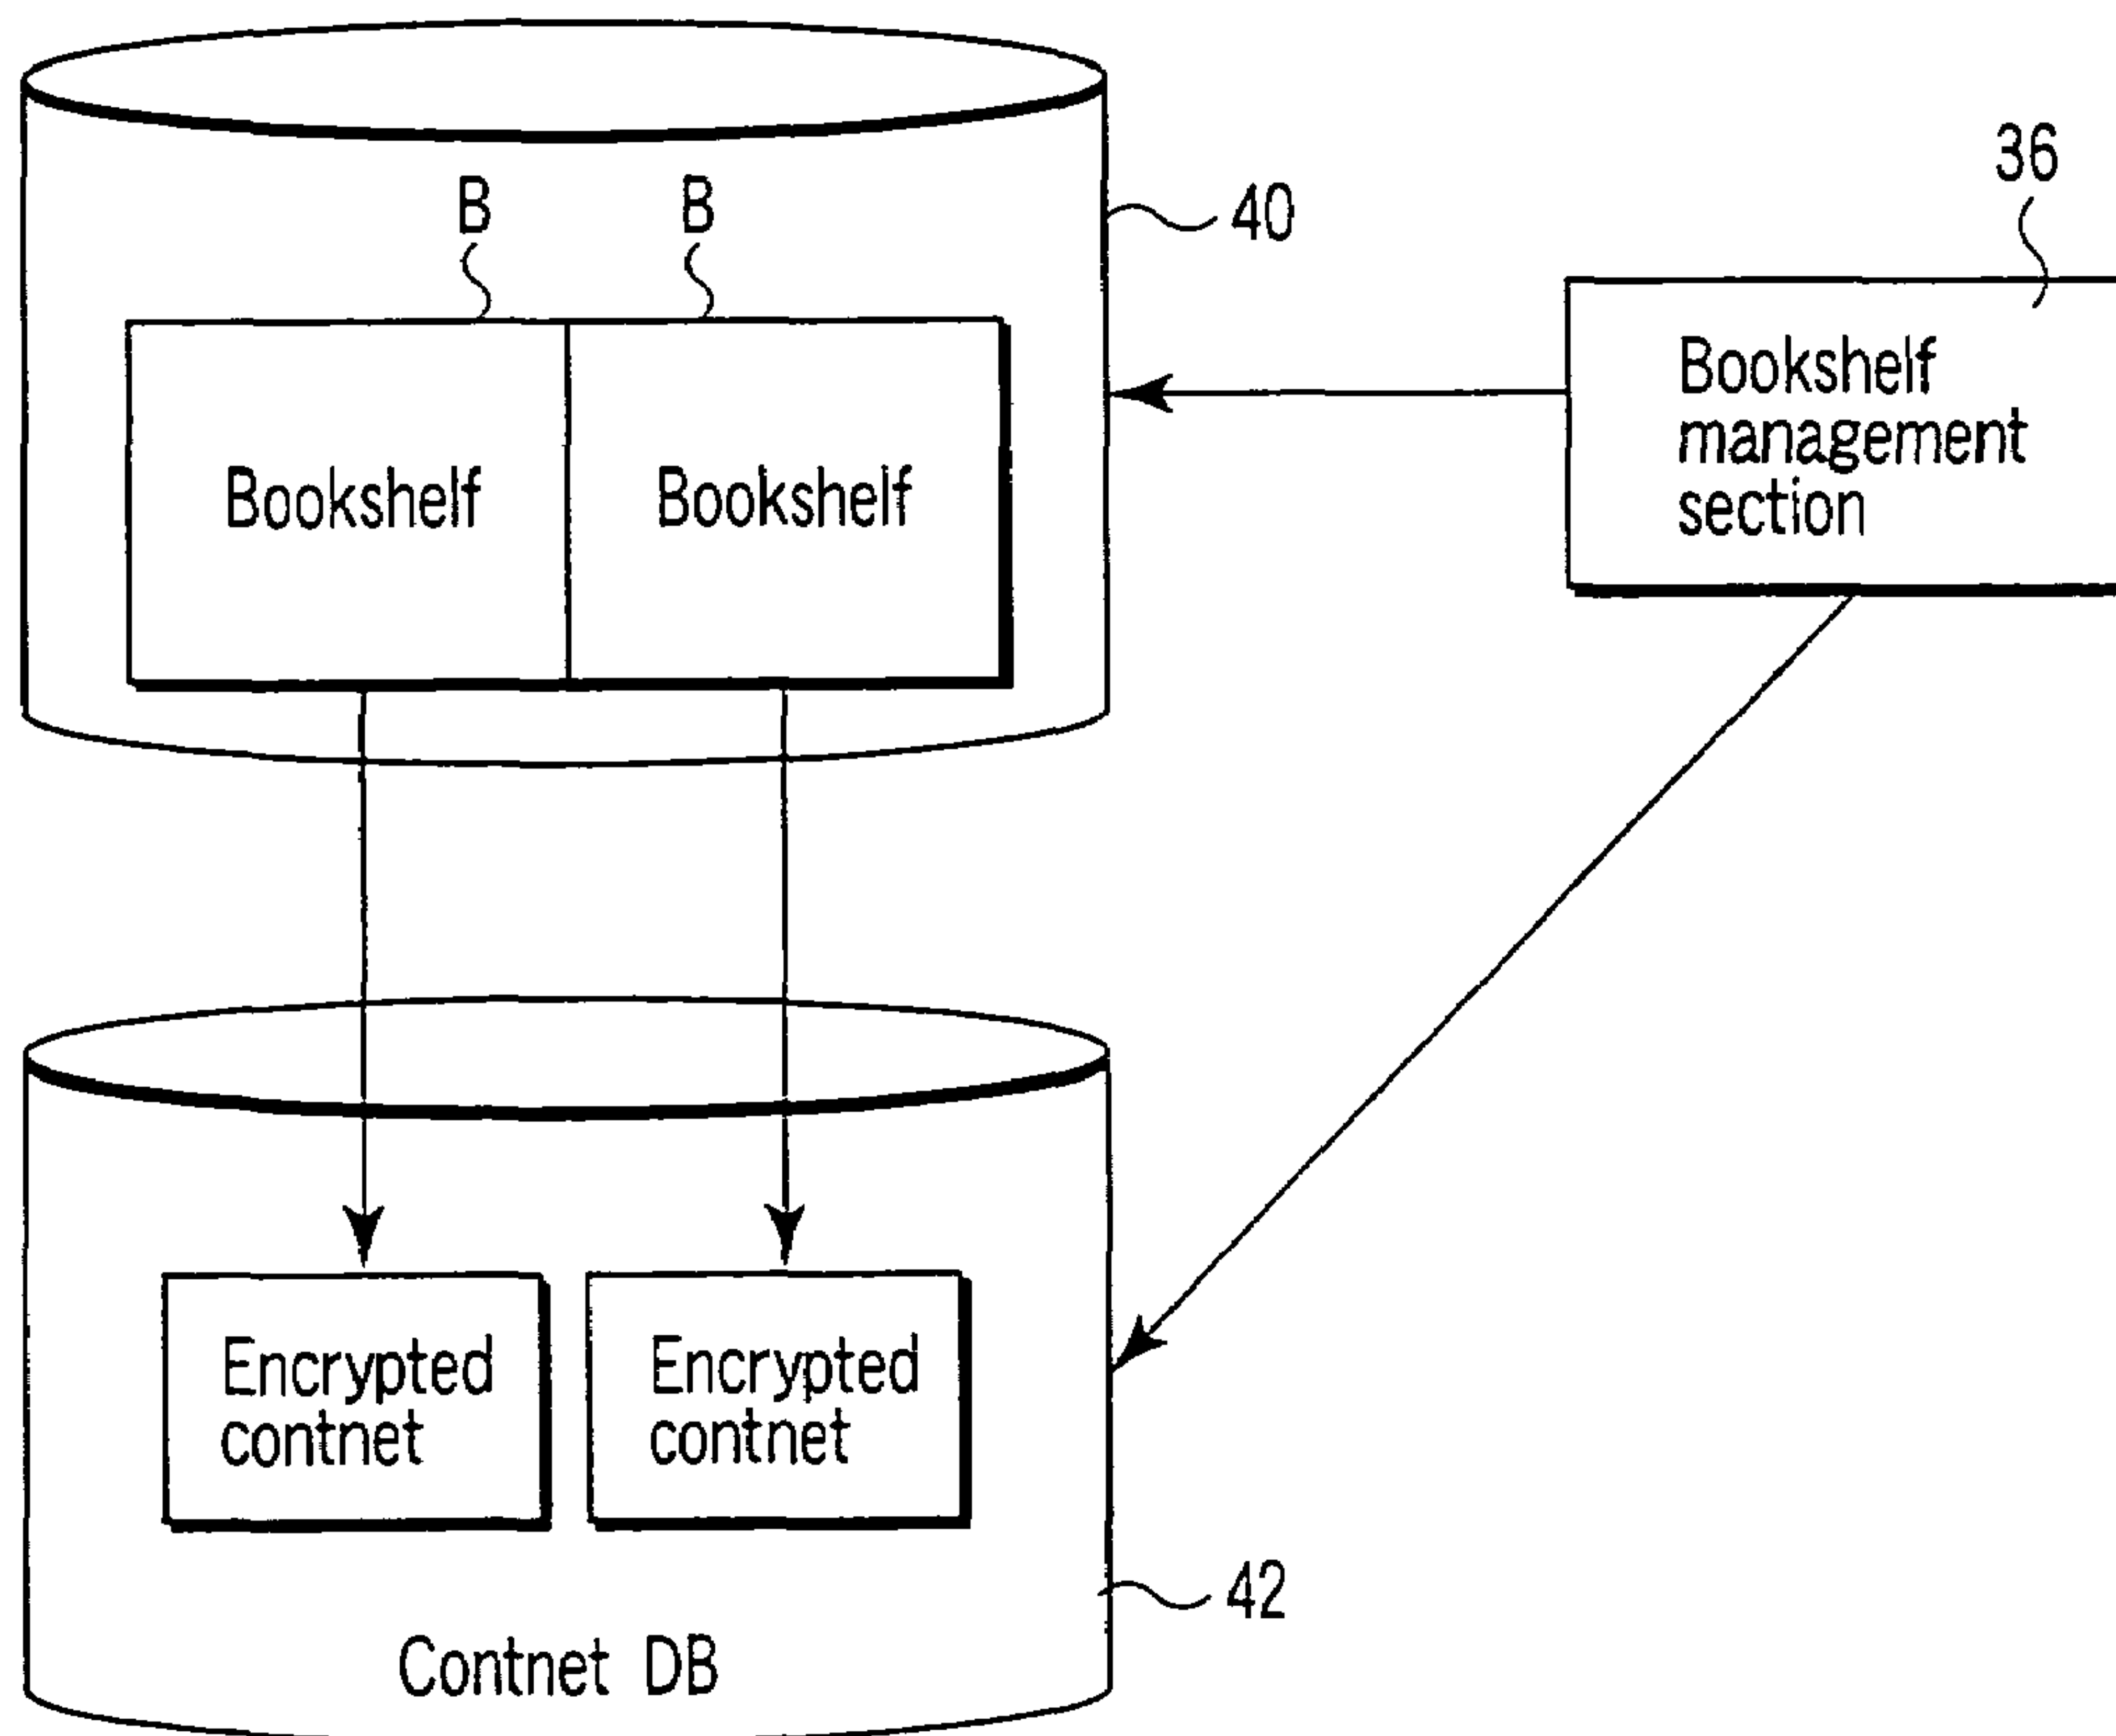 B B
40
36
Bookshelf
management
section
Bookshelf Bookshelf
Encrypted
contnet
Encrypted
contnet
42
Contnet DB